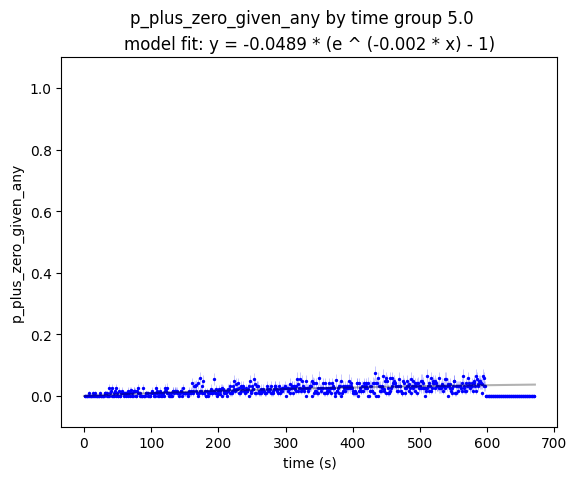 p_plus_zero_given_any by time group 5.0
model fit: y = -0.0489 * (e ^ (-0.002 * x) - 1)
1.0
0.8
0.6
0.4
0.2
0.0
p_plus_zero_given_any
0 100 200 300 400 500 600 700
time (s)